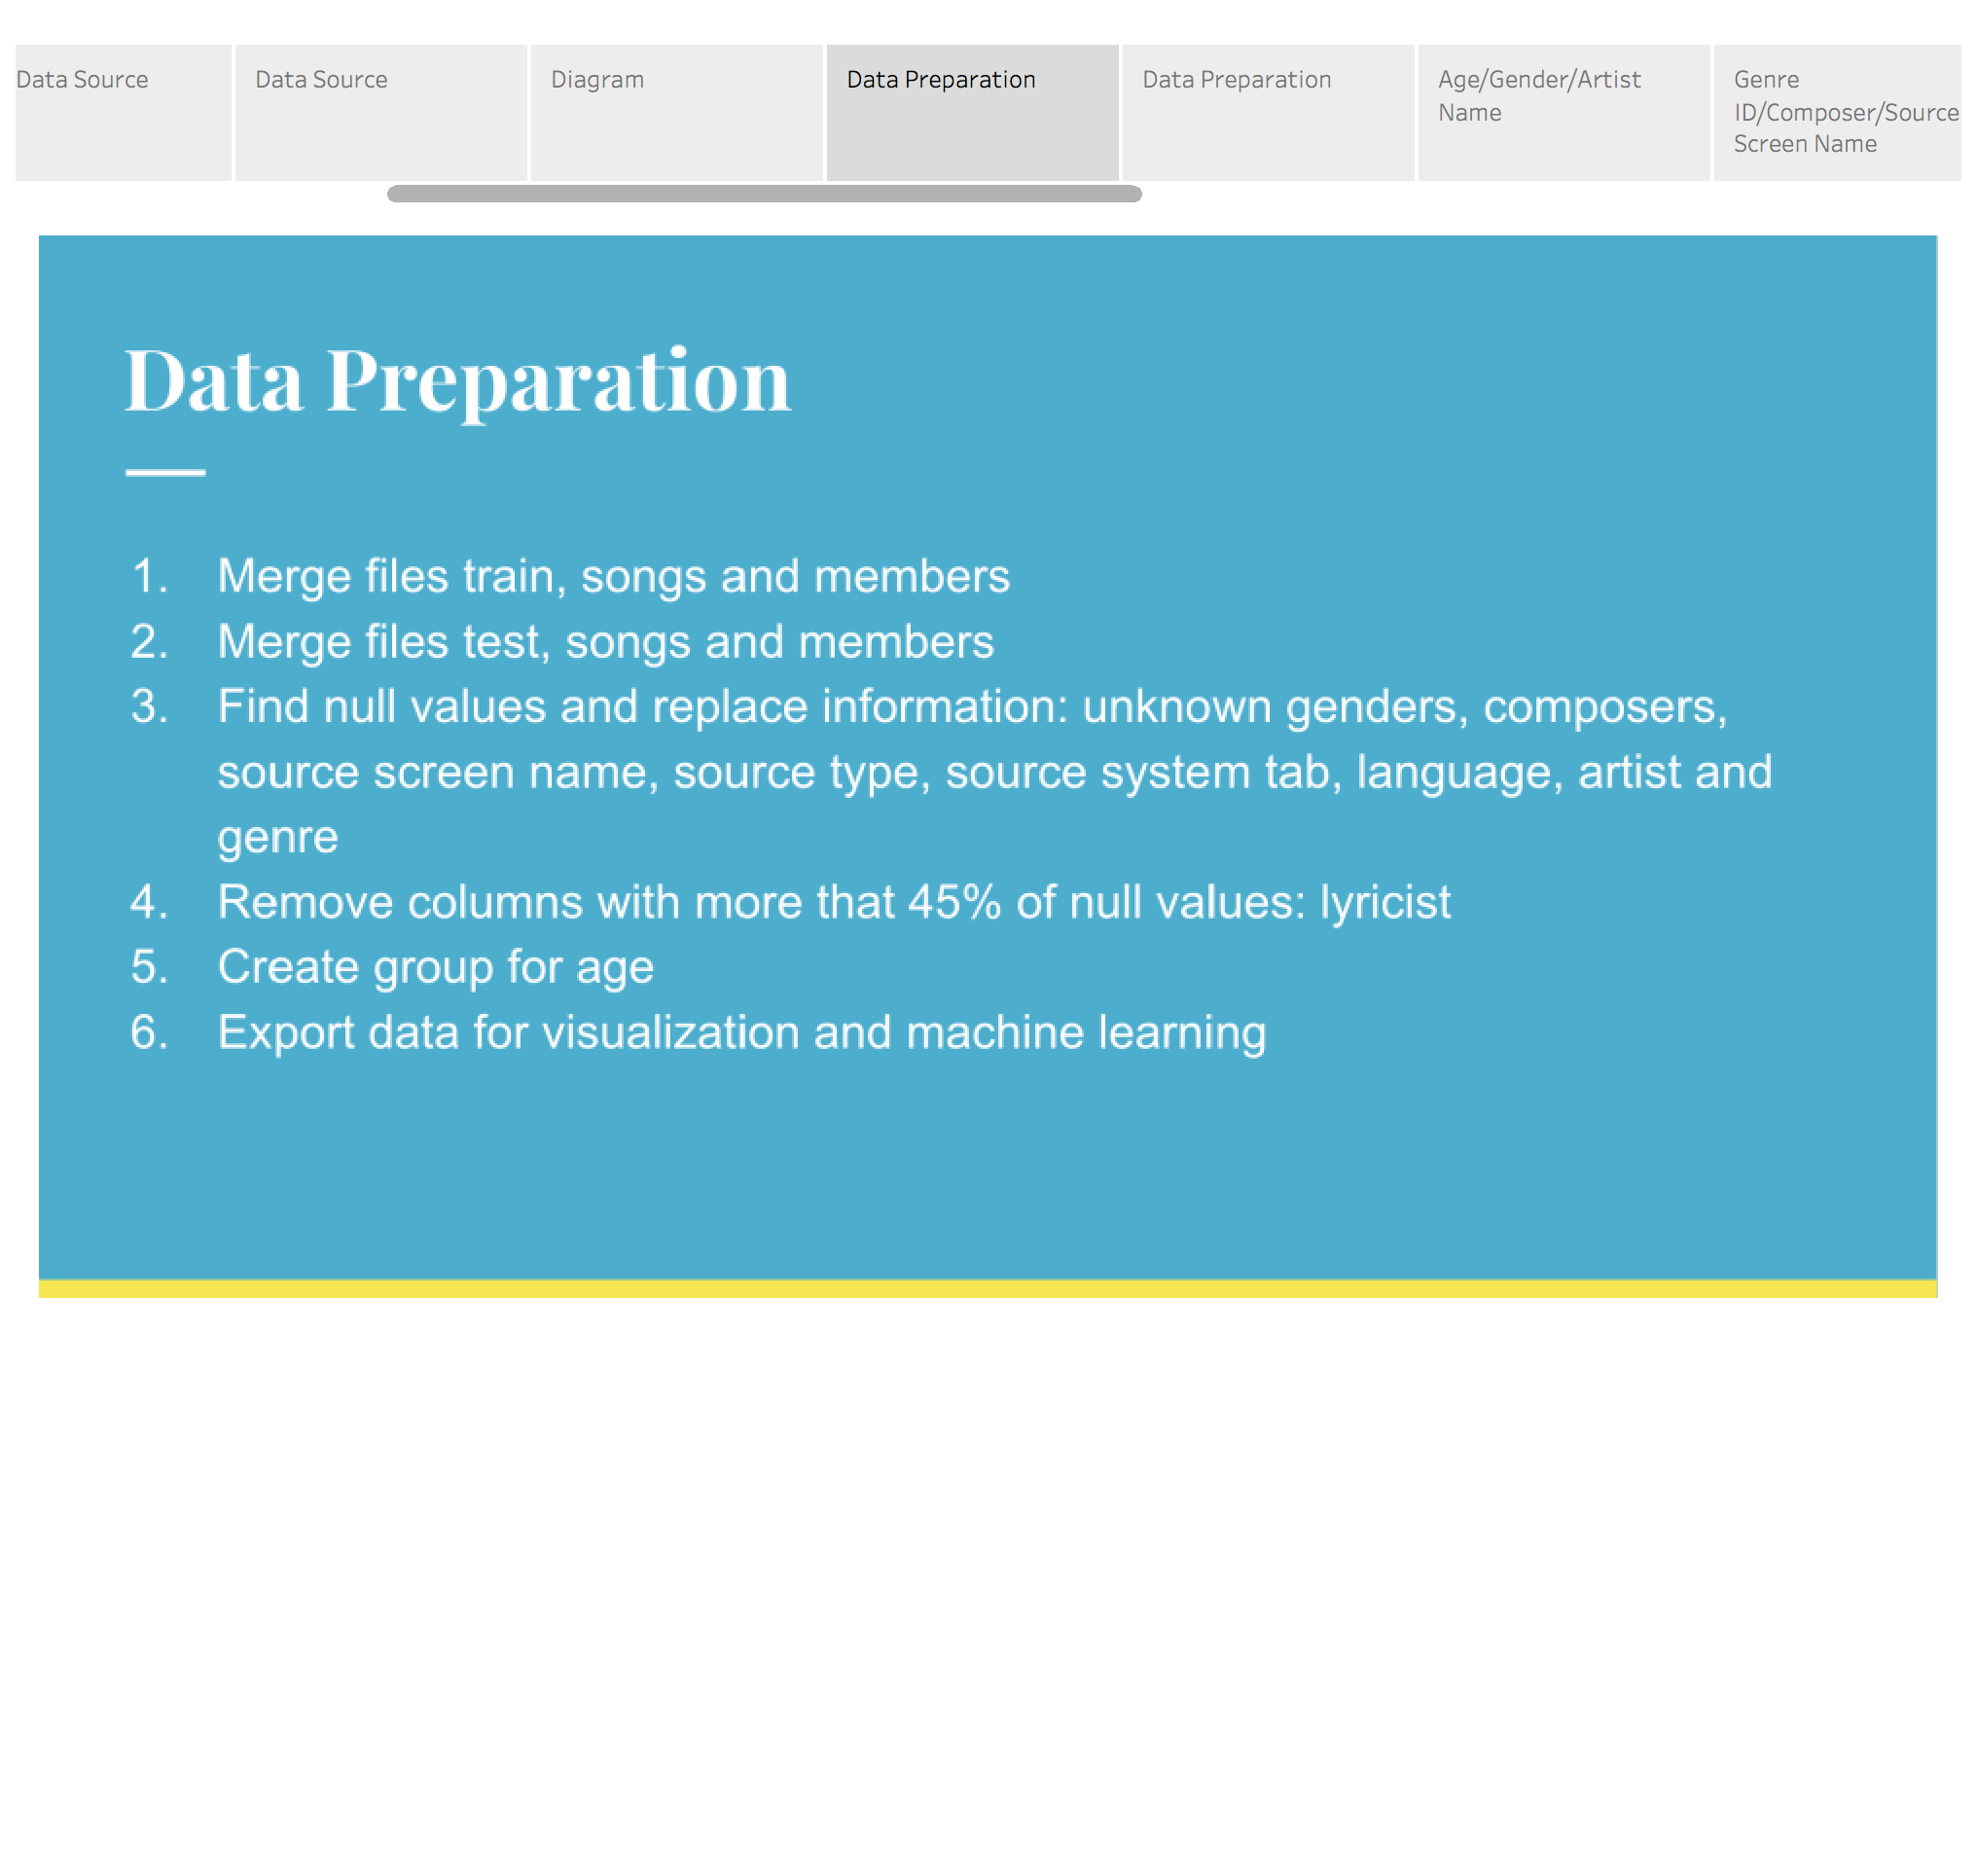 Data Source
Data Source
Diagram
Data Preparation
Data Preparation
Age/Gender/Artist
Name
Genre
ID/Composer/Source
Screen Name
Data Preparation
1. Merge files train, songs and members
2. Merge files test, songs and members
3. Find null values and replace information: unknown genders, composers,
source screen name, source type, source system tab, language, artist and
genre
4. Remove columns with more that 45% of null values: lyricist
5. Create group for age
6. Export data for visualization and machine learning